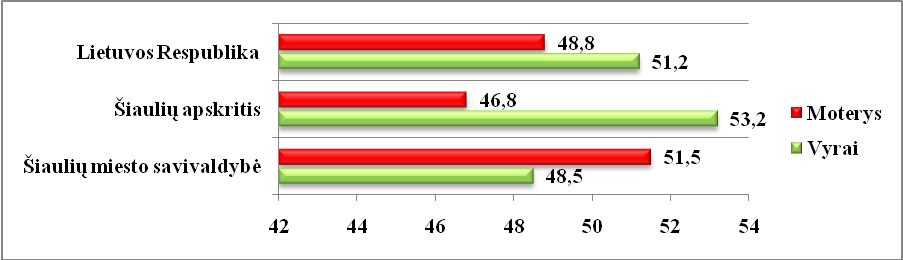 Lietuvos Respublika
48,8
51,2
Šiaulių apskritis
46,8
53,2
Šiaulių miesto savivaldybė
51,5
48,5
42 44 46 48 50 52 54
Moterys
Vyrai